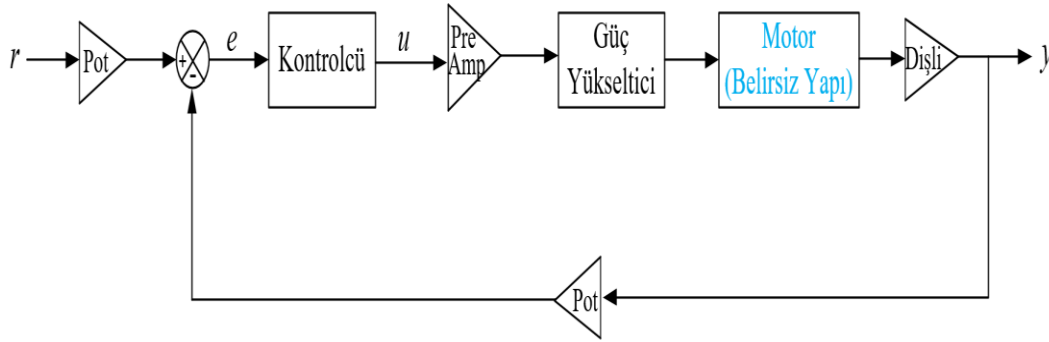 r
Pot
+
-
e
Kontrolcü
u
Pre
Amp
Güç
Yükseltici
Motor
(Belirsiz Yapı)
Dişli
y
Pot